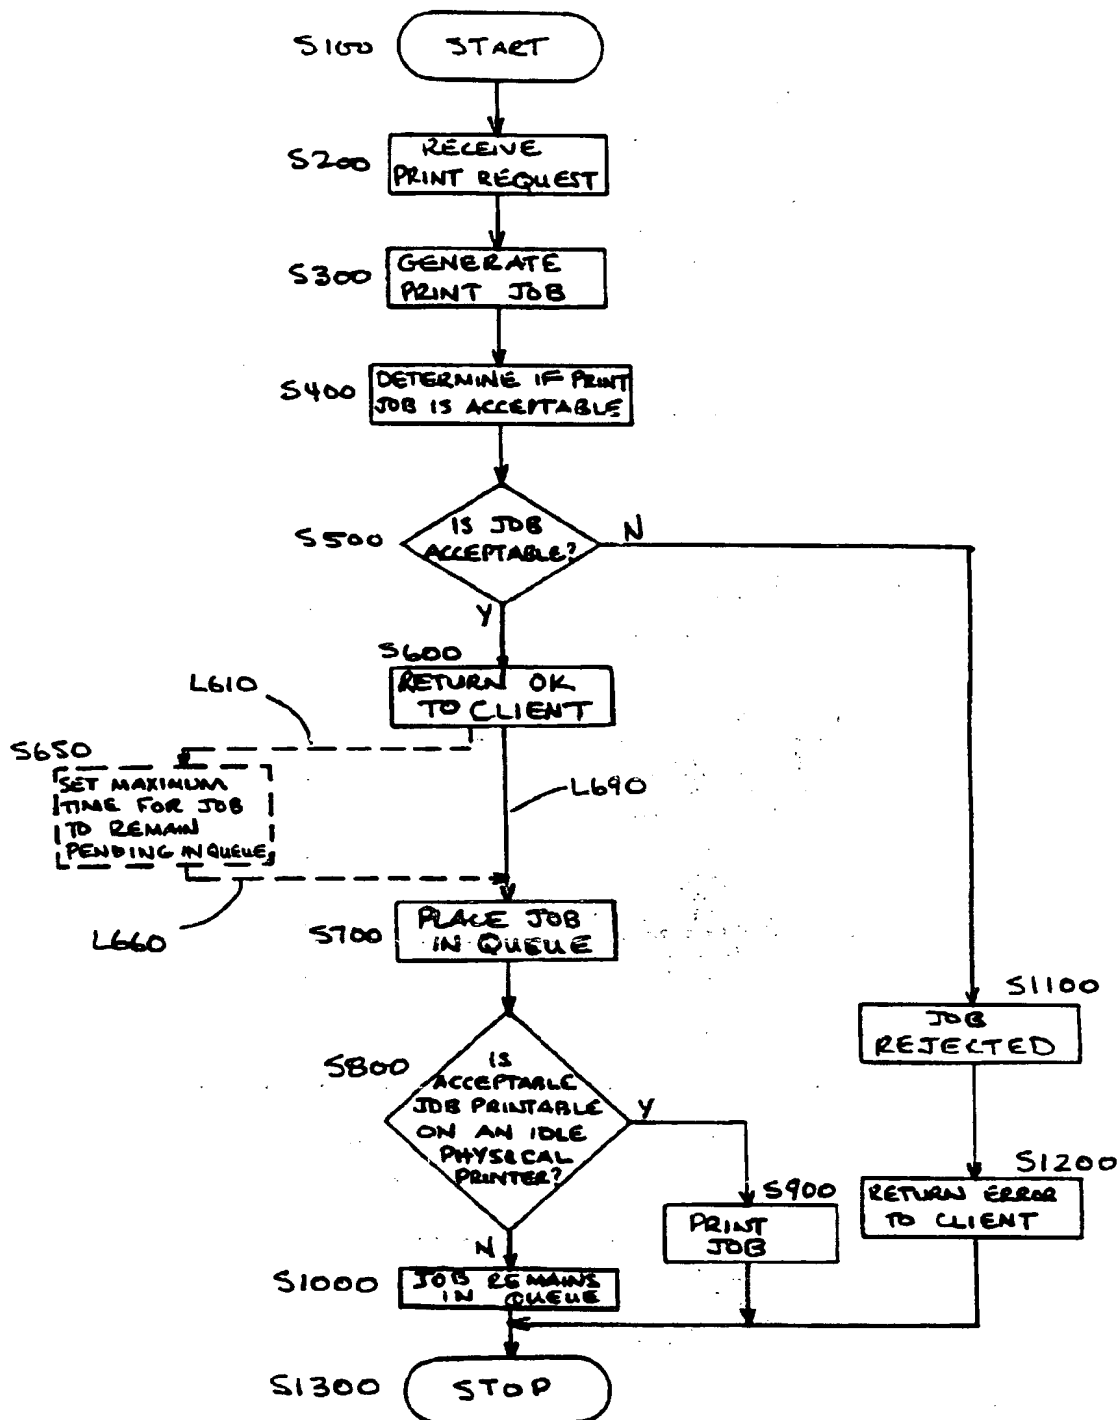 S100
START
S200
RECEIVE
PRINT REQUEST
S300
GENERATE
PRINT JOB
S400
DETERMINE IF PRINT
JOB IS ACCEPTABLE
S500
IS JOB
ACCEPTABLE?
N
Y
S600
RETURN OK
TO CLIENT
L610
S650
SET MAXIMUM
TIME FOR JOB
TO REMAIN
PENDING IN QUEUE
L690
L660
S700
PLACE JOB
IN QUEUE
S800
IS
ACCEPTABLE
JOB PRINTABLE
ON AN IDLE
PHYSICAL
PRINTER?
Y
N
S900
PRINT
JOB
S1000
JOB REMAINS
IN QUEUE
S1100
JOB
REJECTED
S1200
RETURN ERROR
TO CLIENT
S1300
STOP